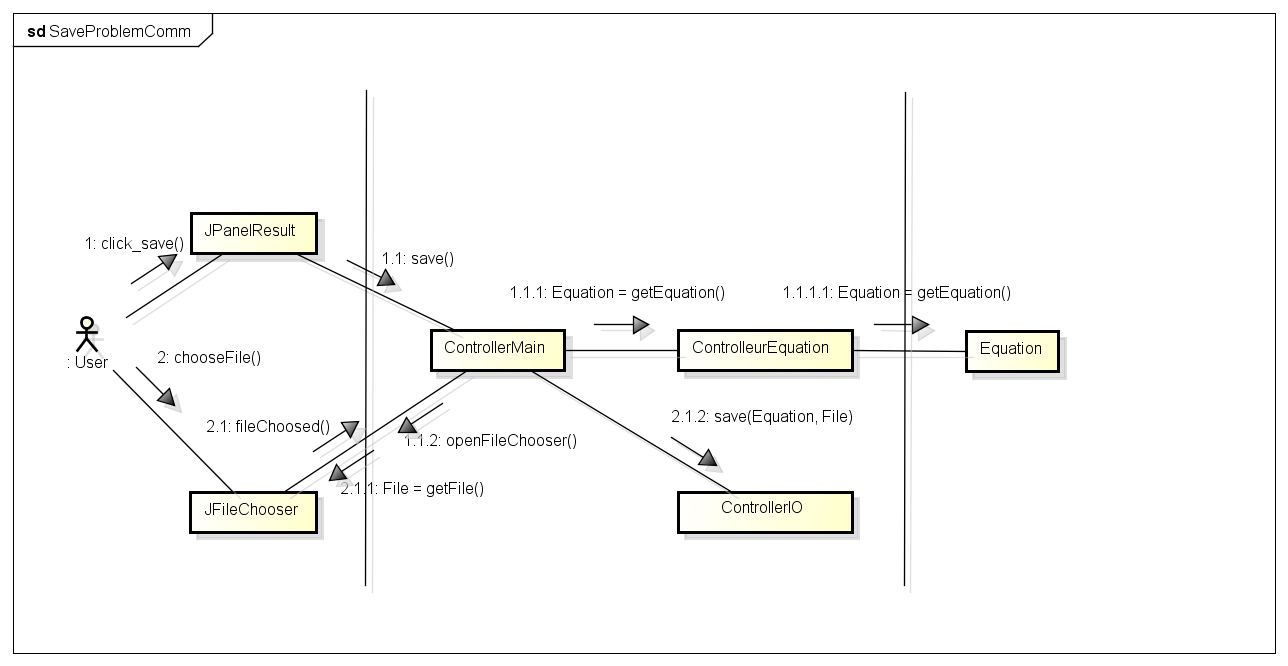 sd SaveProblemComm
JPanelResult
1: click_save()
1.1: save()
1.1.1: Equation = getEquation()
1.1.1.1: Equation = getEquation()
: User
2: chooseFile()
ControllerMain
ControlleurEquation
Equation
2.1: fileChoosed()
1.1.2: openFileChooser()
2.1.2: save(Equation, File)
2.1.1: File = getFile()
JFileChooser
ControllerIO